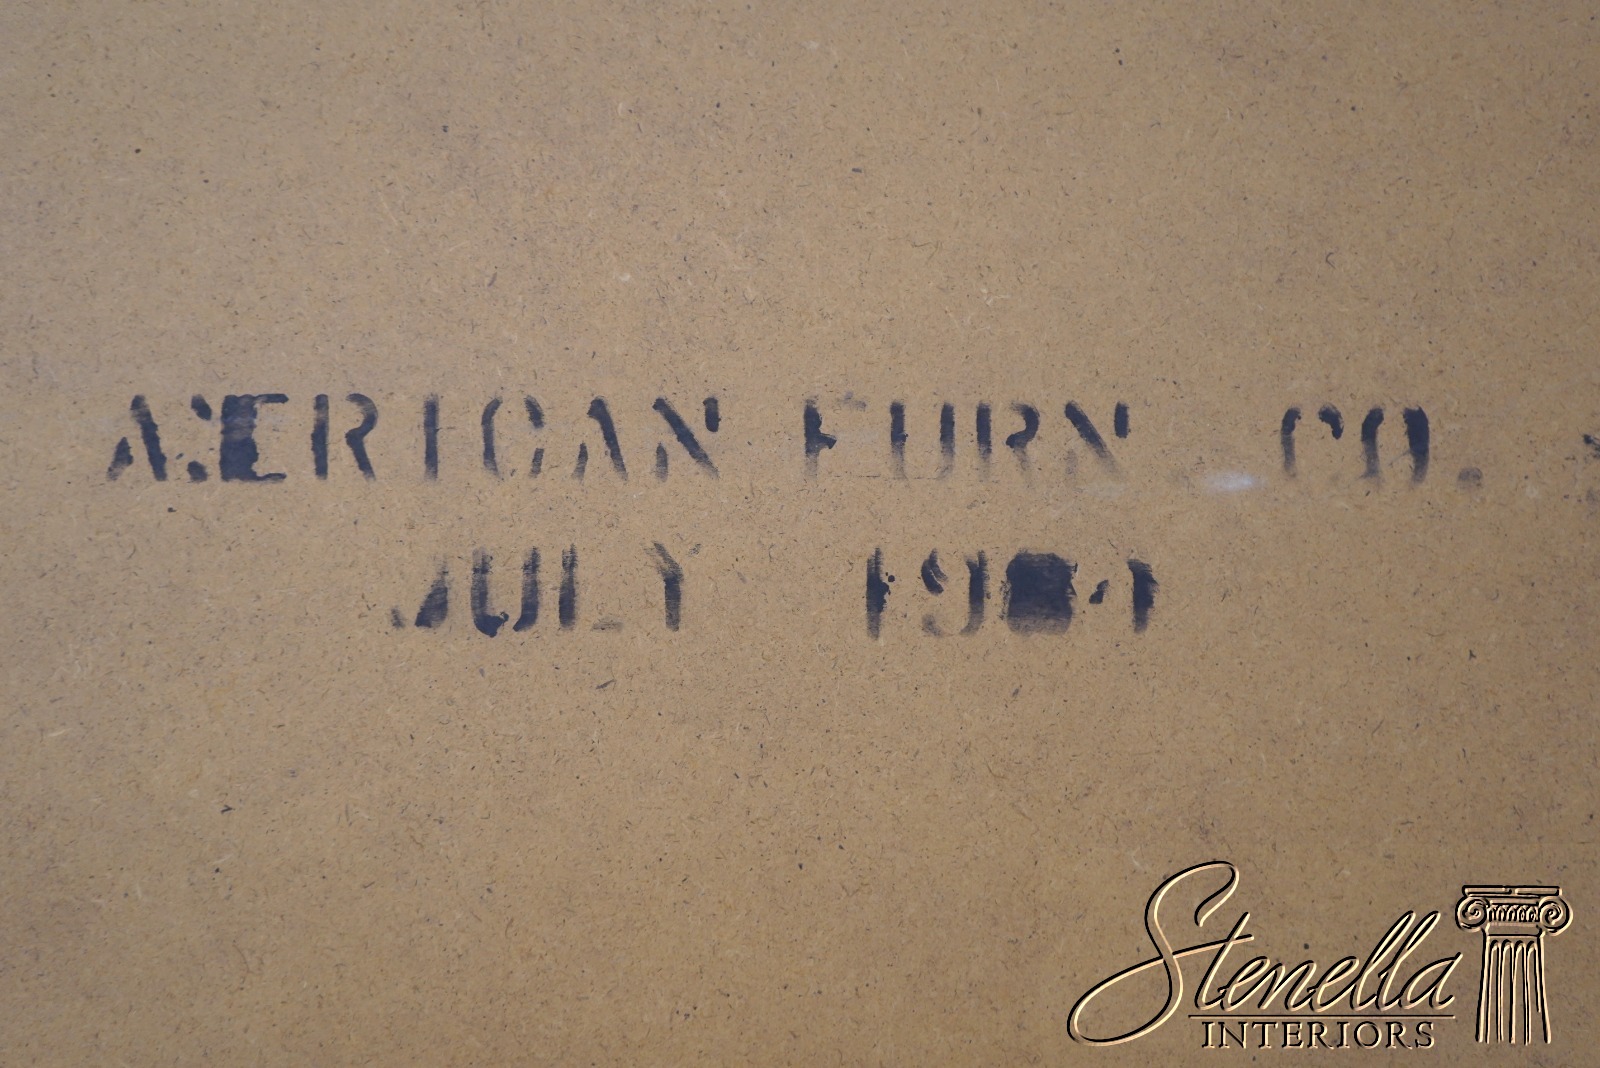 AMERICAN FURN. CO.
JULY
Stenella
INTERIORS